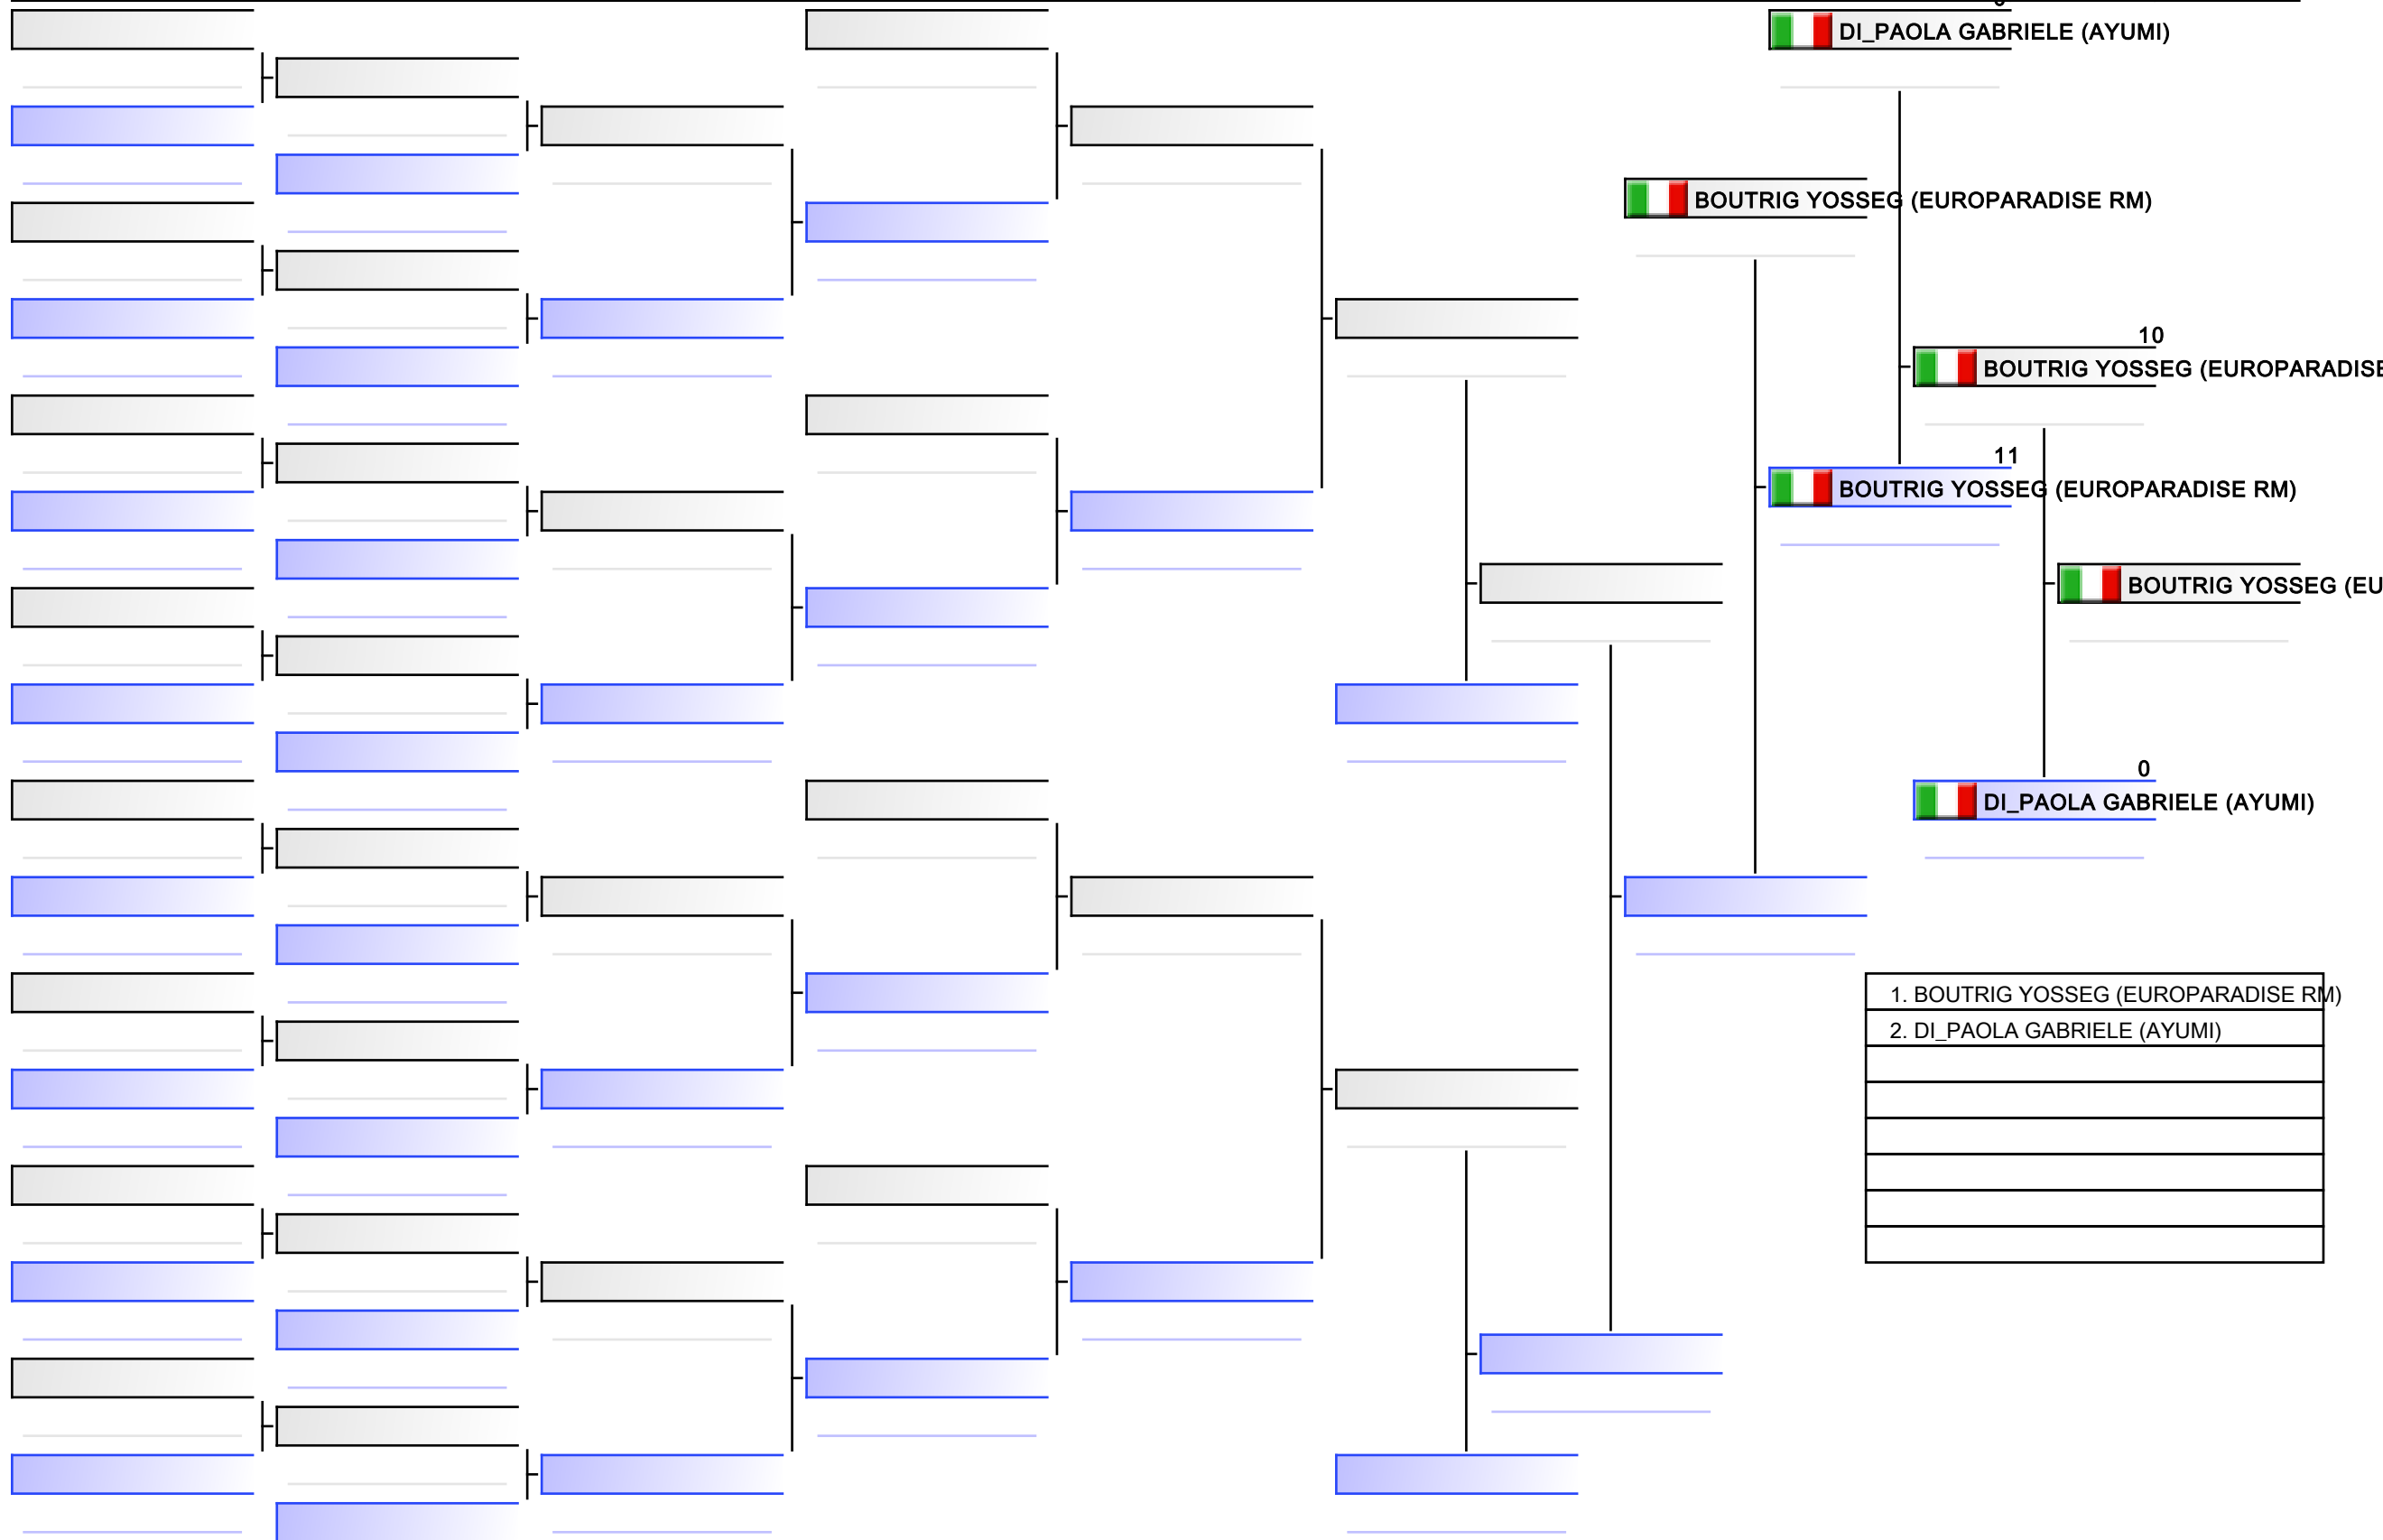 DI_PAOLA GABRIELE (AYUMI)
BOUTRIG YOSSEG (EUROPARADISE RM)
10
BOUTRIG YOSSEG (EUROPARADISE
11
BOUTRIG YOSSEG (EUROPARADISE RM)
BOUTRIG YOSSEG (EU
0
DI_PAOLA GABRIELE (AYUMI)
1. BOUTRIG YOSSEG (EUROPARADISE RM)
2. DI_PAOLA GABRIELE (AYUMI)